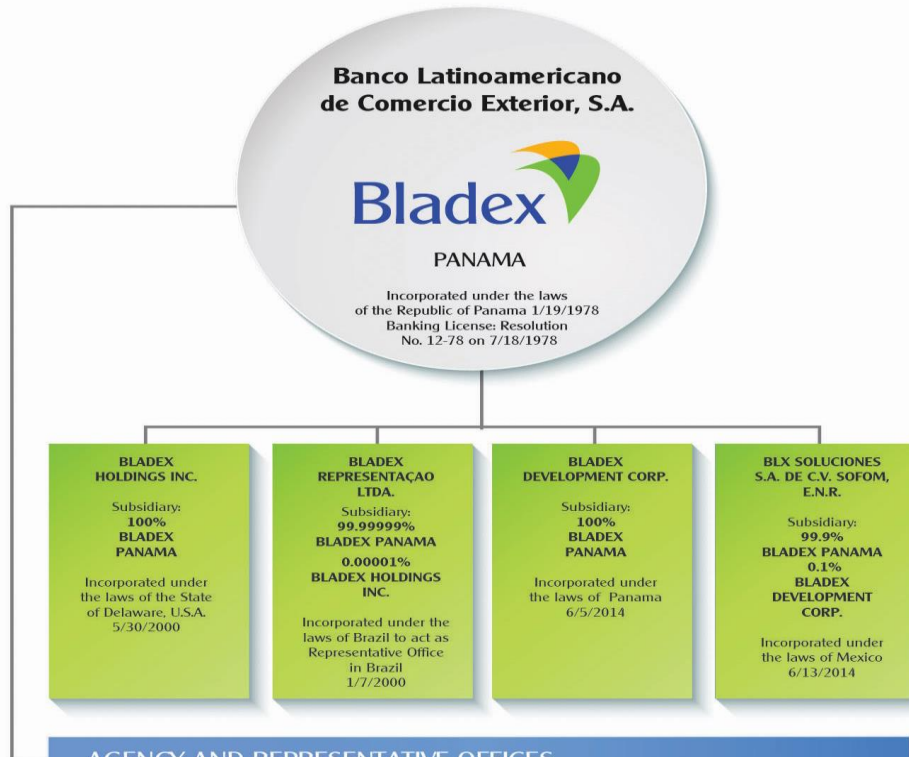 Banco Latinoamericano
de Comercio Exterior, S.A.
Bladex
PANAMA
Incorporated under the laws
of the Republic of Panama 1/19/1978
Banking License: Resolution
No. 12-78 on 7/18/1978
BLADEX
HOLDINGS INC.
Subsidiary:
100%
BLADEX
PANAMA
Incorporated under
the laws of the State
of Delaware, U.S.A.
5/30/2000
BLADEX
REPRESENTAÇAO
LTDA.
Subsidiary:
99.99999%
BLADEX PANAMA
0.00001%
BLADEX HOLDINGS
INC.
Incorporated under the
laws of Brazil to act as
Representative Office
in Brazil
1/7/2000
BLADEX
DEVELOPMENT CORP.
Subsidiary:
100%
BLADEX
PANAMA
Incorporated under
the laws of Panama
6/5/2014
BLX SOLUCIONES
S.A. DE C.V. SOFOM,
E.N.R.
Subsidiary:
99.9%
BLADEX PANAMA
0.1%
BLADEX
DEVELOPMENT
CORP.
Incorporated under
the laws of Mexico
6/13/2014
AGENCY AND REPRESENTATIVE OFFICES